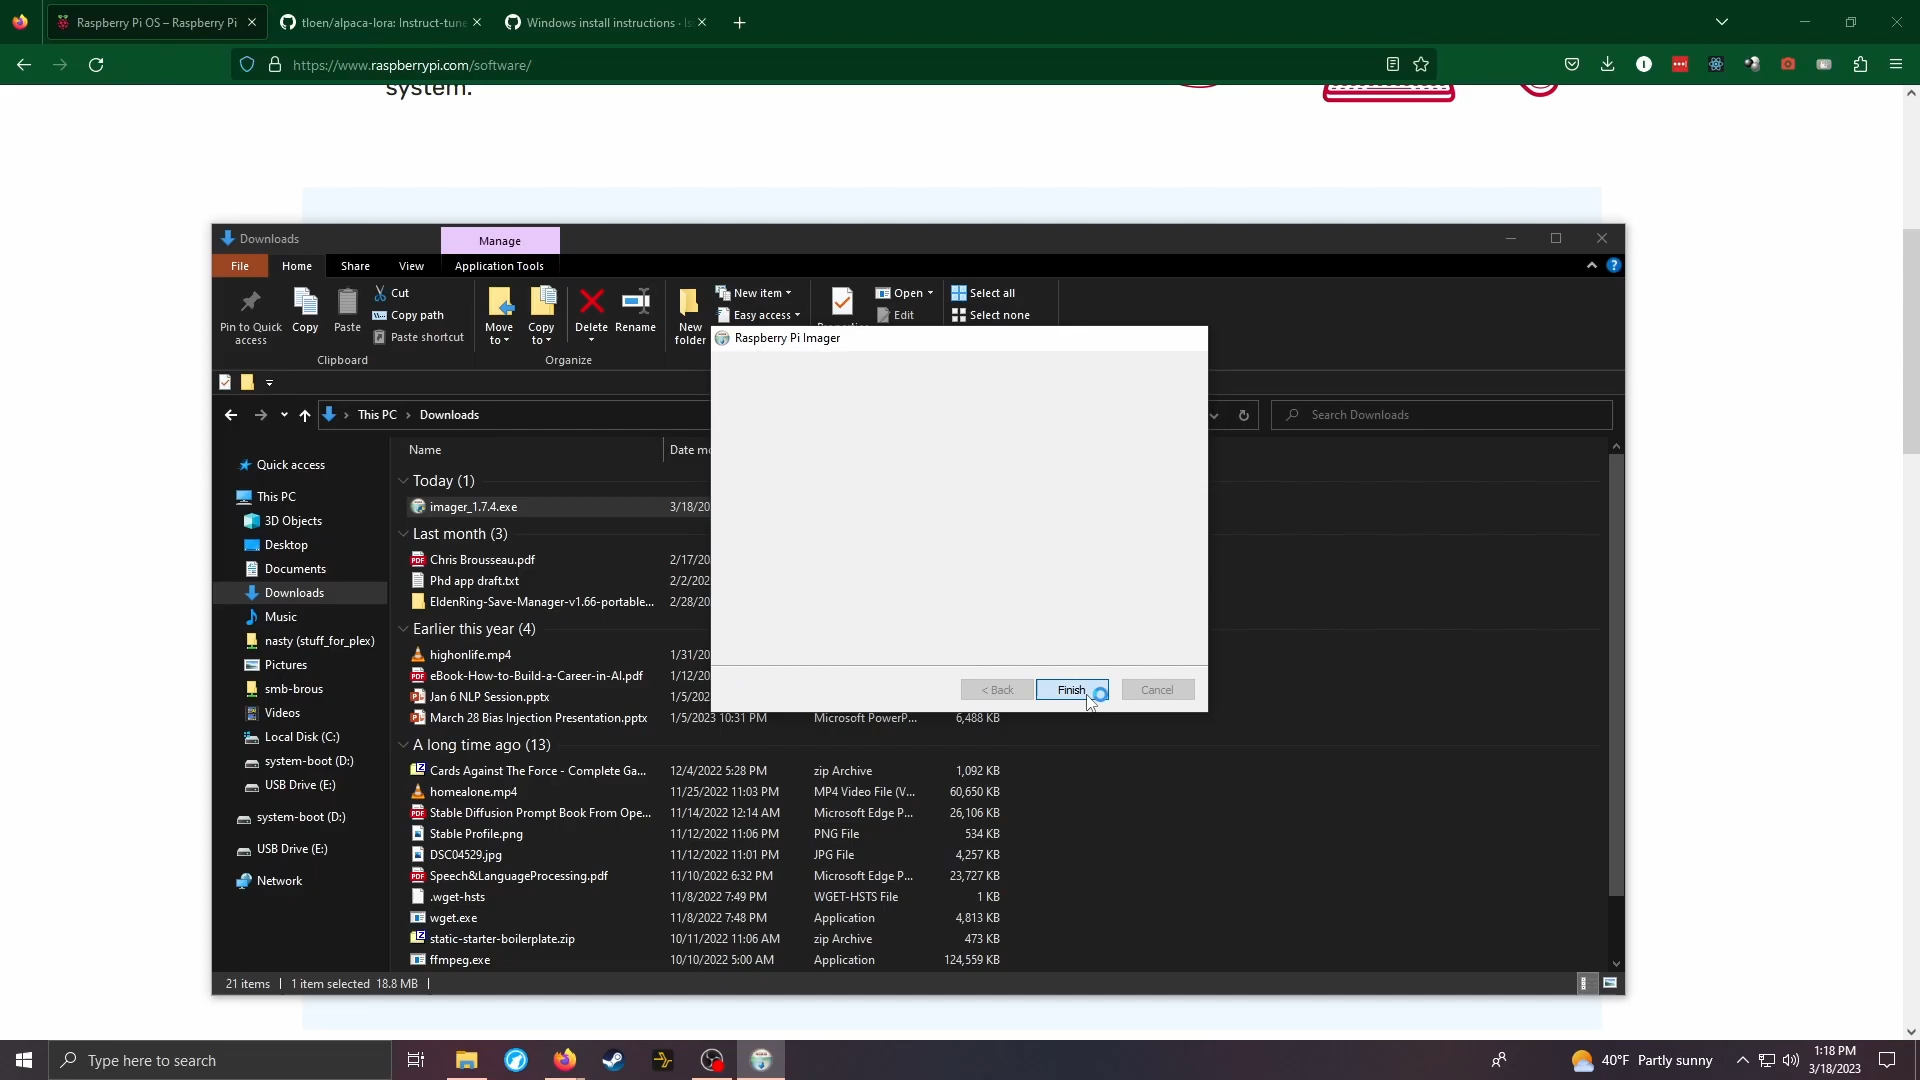 Raspberry Pi OS – Raspberry Pi
tloen/alpaca-lora: Instruct-tune
Windows install instructions · Is
https://www.raspberrypi.com/software/
system.
Downloads
Manage
File
Home
Share
View
Application Tools
Pin to Quick access
Copy
Paste
Cut
Copy path
Paste shortcut
Clipboard
Move to
Copy to
Delete
Rename
Organize
New folder
New item
Easy access
Open
Edit
Select all
Select none
Raspberry Pi Imager
This PC
Downloads
Search Downloads
Name
Date mo
Quick access
This PC
3D Objects
Desktop
Documents
Downloads
Music
nasty (stuff_for_plex)
Pictures
smb-brous
Videos
Local Disk (C:)
system-boot (D:)
USB Drive (E:)
system-boot (D:)
USB Drive (E:)
Network
Today (1)
imager_1.7.4.exe 3/18/20
Last month (3)
Chris Brousseau.pdf 2/17/20
Phd app draft.txt 2/2/202
EldenRing-Save-Manager-v1.66-portable... 2/28/20
Earlier this year (4)
highonlife.mp4 1/31/20
eBook-How-to-Build-a-Career-in-AI.pdf 1/12/20
Jan 6 NLP Session.pptx 1/5/202
March 28 Bias Injection Presentation.pptx 1/5/2023 10:31 PM Microsoft PowerP... 6,488 KB
A long time ago (13)
Cards Against The Force - Complete Ga... 12/4/2022 5:28 PM zip Archive 1,092 KB
homealone.mp4 11/25/2022 11:03 PM MP4 Video File (V... 60,650 KB
Stable Diffusion Prompt Book From Ope... 11/14/2022 12:14 AM Microsoft Edge P... 26,106 KB
Stable Profile.png 11/12/2022 11:06 PM PNG File 534 KB
DSC04529.jpg 11/12/2022 11:01 PM JPG File 4,257 KB
Speech&LanguageProcessing.pdf 11/10/2022 6:32 PM Microsoft Edge P... 23,727 KB
.wget-hsts 11/8/2022 7:49 PM WGET-HSTS File 1 KB
wget.exe 11/8/2022 7:48 PM Application 4,813 KB
static-starter-boilerplate.zip 10/11/2022 11:06 AM zip Archive 473 KB
ffmpeg.exe 10/10/2022 5:00 AM Application 124,559 KB
< Back
Finish
Cancel
21 items
1 item selected 18.8 MB
Type here to search
40°F Partly sunny
1:18 PM
3/18/2023